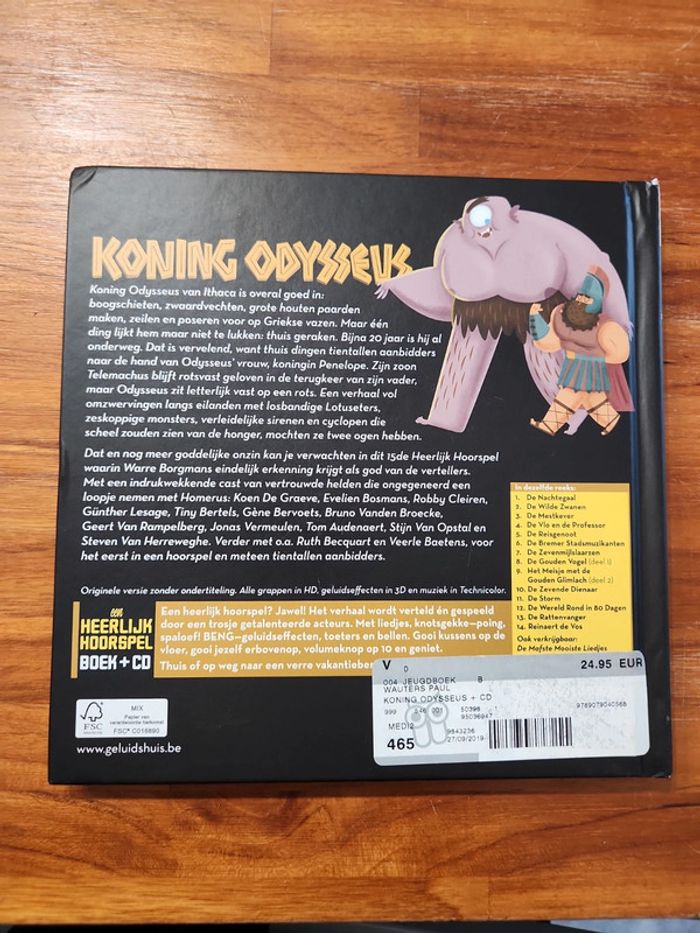 KONING ODYSSEUS
Koning Odysseus van Ithaca is overal goed in:
boogschieten, zwaardvechten, grote houten paarden
maken, zeilen en poseren voor op Griekse vazen. Maar één
ding lijkt hem maar niet te lukken: thuis geraken. Bijna 20 jaar is hij al
onderweg. Dat is vervelend, want thuis dingen tientallen aanbidders
naar de hand van Odysseus' vrouw, koningin Penelope. Zijn zoon
Telemachus blijft rotsvast geloven in de terugkeer van zijn vader,
maar Odysseus zit letterlijk vast op een rots. Een verhaal vol
omzwervingen langs eilanden met losbandige Lotuseters,
zeskoppige monsters, verleidelijke sirenen en cyclopen die
scheel zouden zien van de honger, mochten ze twee ogen hebben.
Dat en nog meer goddelijke onzin kan je verwachten in dit 15de Heerlijk Hoorspel
waarin Warre Borgmans eindelijk erkenning krijgt als god van de vertellers.
Met een indrukwekkende cast van vertrouwde helden die ongegeneerd een
loopje nemen met Homerus: Koen De Graeve, Evelien Bosmans, Robby Cleiren,
Günther Lesage, Tiny Bertels, Gène Bervoets, Bruno Vanden Broecke,
Geert Van Rampelberg, Jonas Vermeulen, Tom Audenaert, Stijn Van Opstal en
Steven Van Herreweghe. Verder met o.a. Ruth Becquart en Veerle Baetens, voor
het eerst in een hoorspel en meteen tientallen aanbidders.
Originele versie zonder ondertiteling. Alle grappen in HD, geluidseffecten in 3D en muziek in Technicolor.
In dezelfde reeks:
1. De Nachtegaal
2. De Wilde Zwanen
3. De Mestkever
4. De Vlo en de Professor
5. De Reisgenoot
6. De Bremer Stadsmuzikanten
7. De Zevenmijlslaarzen
8. De Gouden Vogel (deel 1)
9. Het Meisje met de
Gouden Glimlach (deel 2)
10. De Zevende Dienaar
11. De Storm
12. De Wereld Rond in 80 Dagen
13. De Rattenvanger
14. Reinaert de Vos
Ook verkrijgbaar:
De Mafste Mooiste Liedjes
een
HEERLIJK
HOORSPEL
BOEK + CD
Een heerlijk hoorspel? Jawel! Het verhaal wordt verteld én gespeeld
door een trosje getalenteerde acteurs. Met liedjes, knotsgekke-poing,
spaloef! BENG-geluidseffecten, toeters en bellen. Gooi kussens op de
vloer, gooi jezelf erbovenop, volumeknop op 10 en geniet.
Thuis of op weg naar een verre vakantiebe
V 0 24.95 EUR
004 JEUGDBOEK B
WAUTERS PAUL
KONING ODYSSEUS + CD
999 546 001 50398
95036947
9789079040568
MEDI2
9843236
465 27/09/2019
FSC
MIX
Papier van
verantwoorde herkomst
FSC® C016890
www.geluidshuis.be